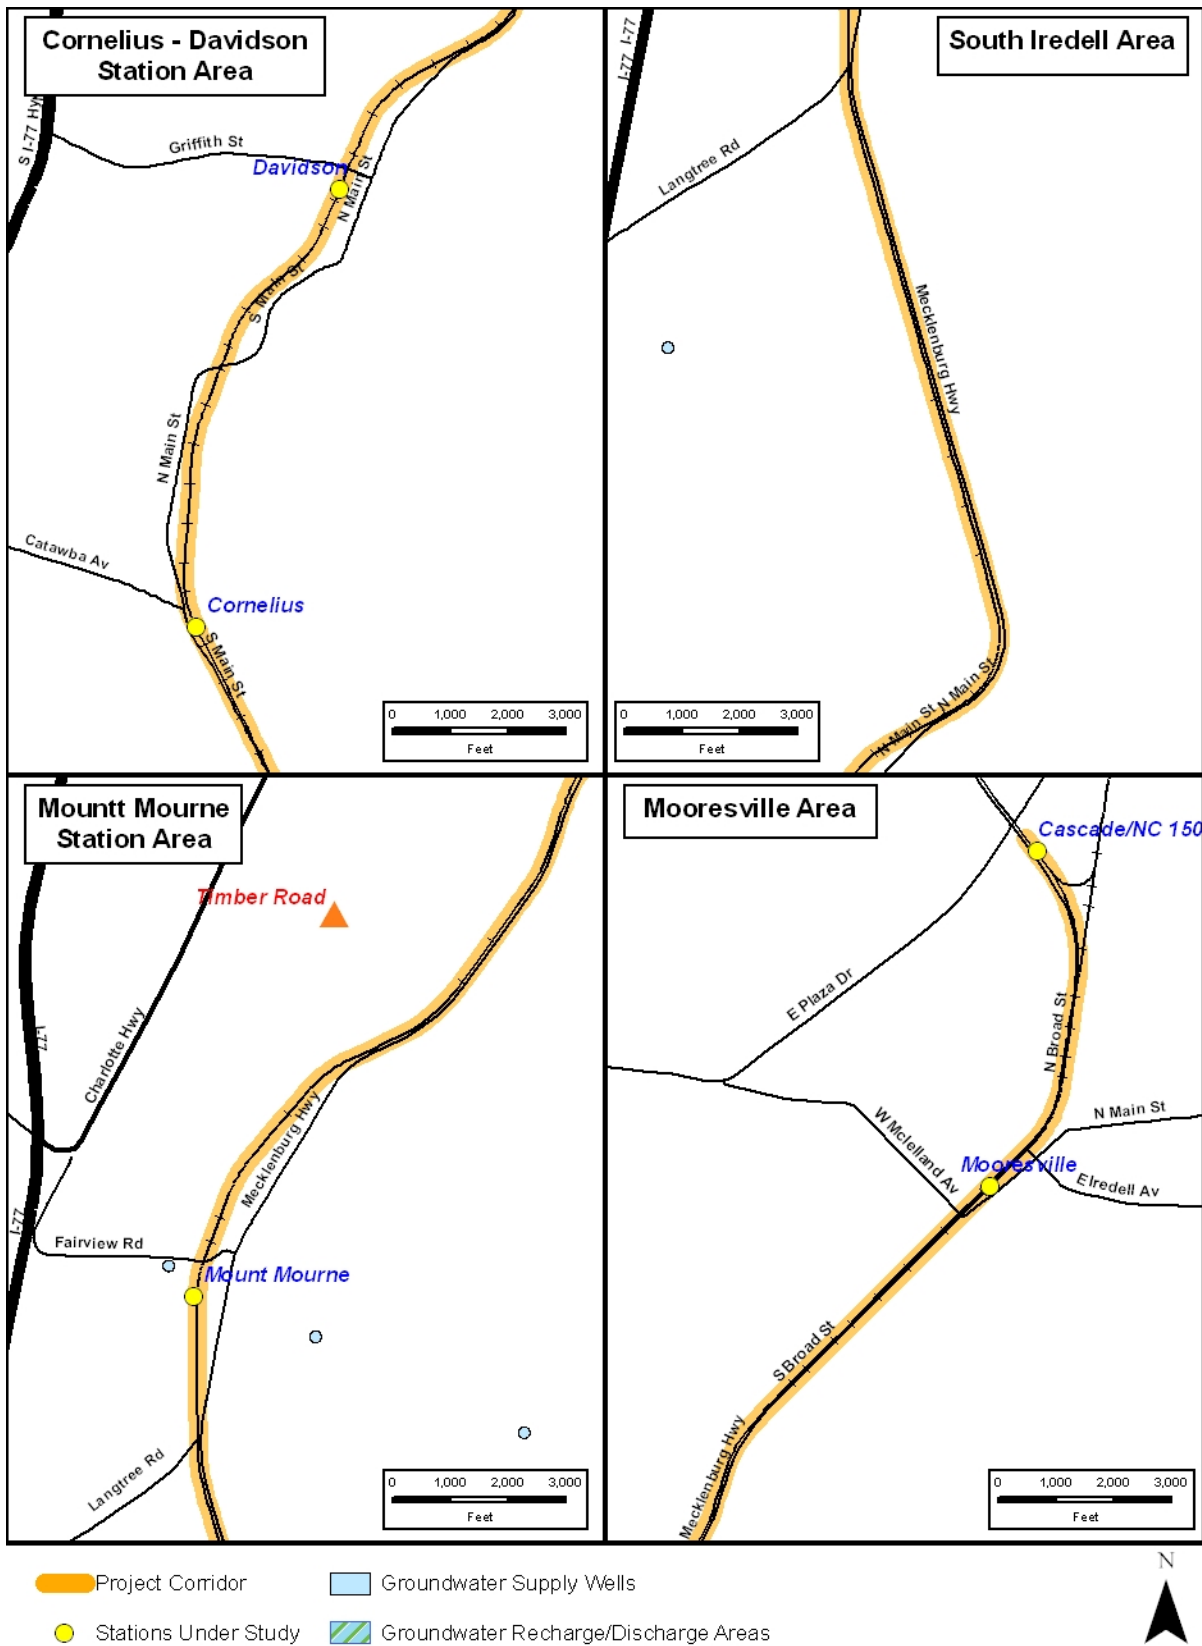 Cornelius - Davidson
Station Area
S I-77 Hy
Griffith St
Davidson
N Main St
S Main St
N Main St
Catawba Av
Cornelius
S Main St
0 1,000 2,000 3,000
Feet
South Iredell Area
I-77 I-77
Langtree Rd
Mecklenburg Hwy
N Main St
N Main St
0 1,000 2,000 3,000
Feet
Mountt Mourne
Station Area
Timber Road
I-77
Charlotte Hwy
Mecklenburg Hwy
I-77
Fairview Rd
Mount Mourne
Langtree Rd
0 1,000 2,000 3,000
Feet
Mooresville Area
Cascade/NC 150
E Plaza Dr
N Broad St
W Mclelland Av
N Main St
Mooresville
E Iredell Av
S Broad St
Mecklenburg Hwy
0 1,000 2,000 3,000
Feet
Project Corridor
Groundwater Supply Wells
Stations Under Study
Groundwater Recharge/Discharge Areas
N